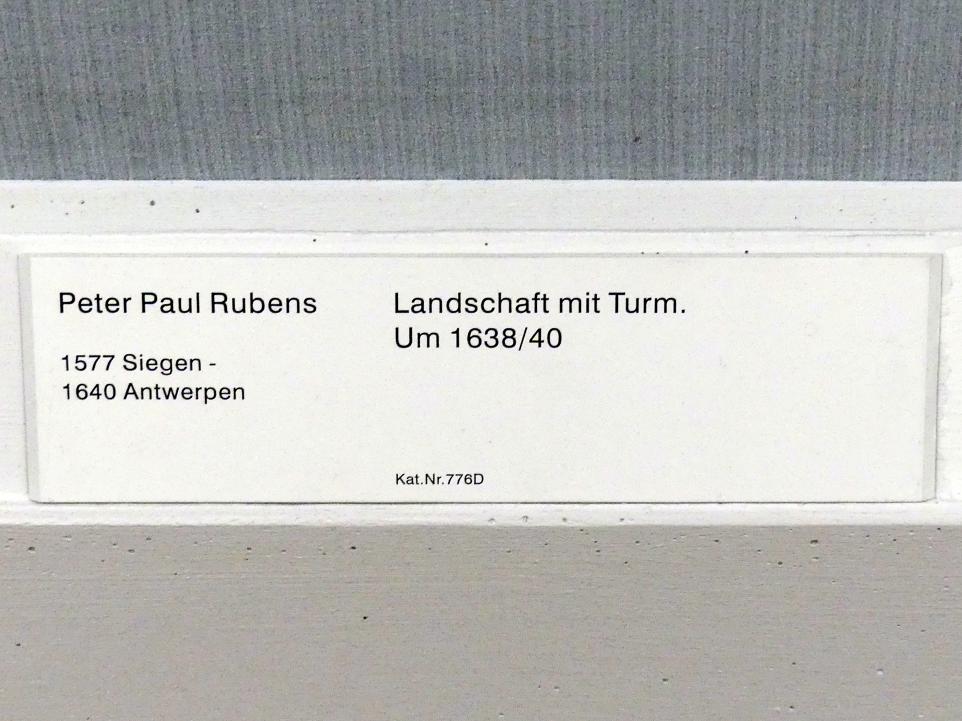 Peter Paul Rubens
1577 Siegen -
1640 Antwerpen
Landschaft mit Turm.
Um 1638/40
Kat.Nr.776D